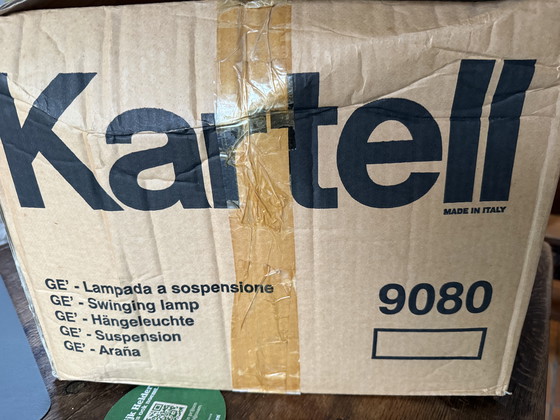 Kartell
MADE IN ITALY
GE' - Lampada a sospensione
GE' - Swinging lamp
GE' - Hängeleuchte
GE' - Suspension
GE' - Araña
9080